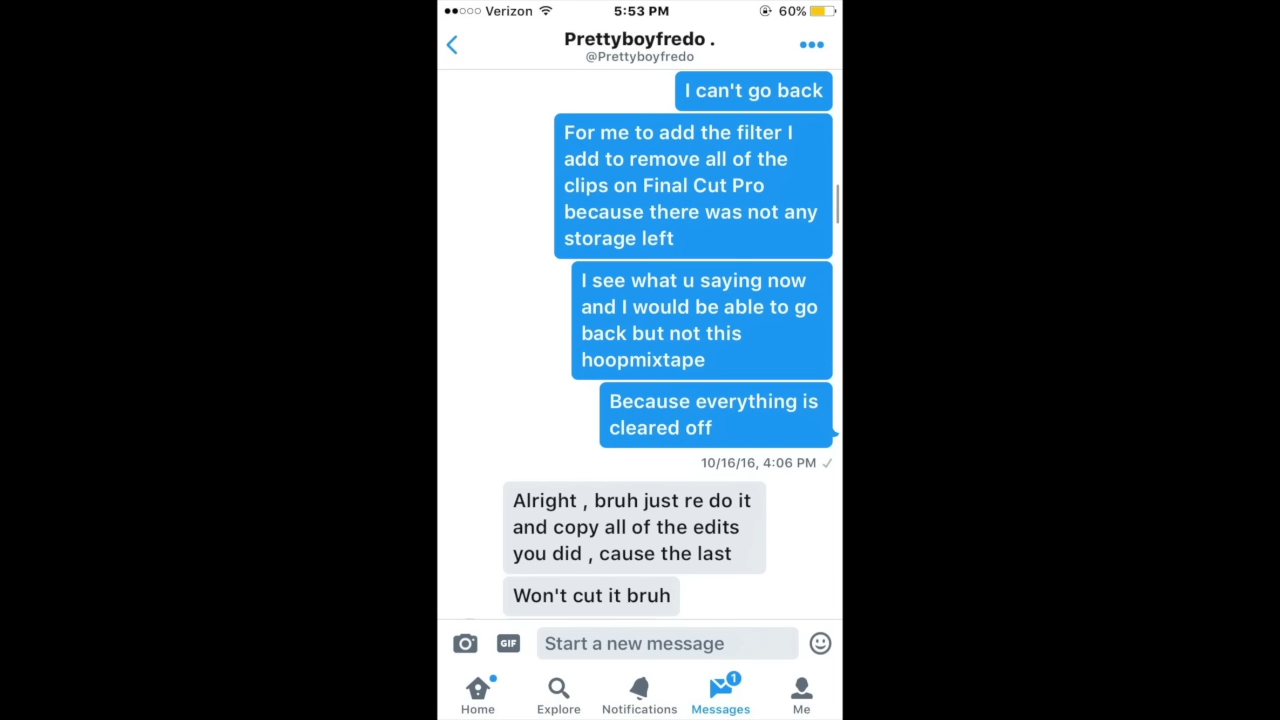 Verizon 5:53 PM 60%
Prettyboyfredo .
@Prettyboyfredo
I can't go back
For me to add the filter I
add to remove all of the
clips on Final Cut Pro
because there was not any
storage left
I see what u saying now
and I would be able to go
back but not this
hoopmixtape
Because everything is
cleared off
10/16/16, 4:06 PM
Alright , bruh just re do it
and copy all of the edits
you did , cause the last
Won't cut it bruh
GIF Start a new message
1
Home Explore Notifications Messages Me